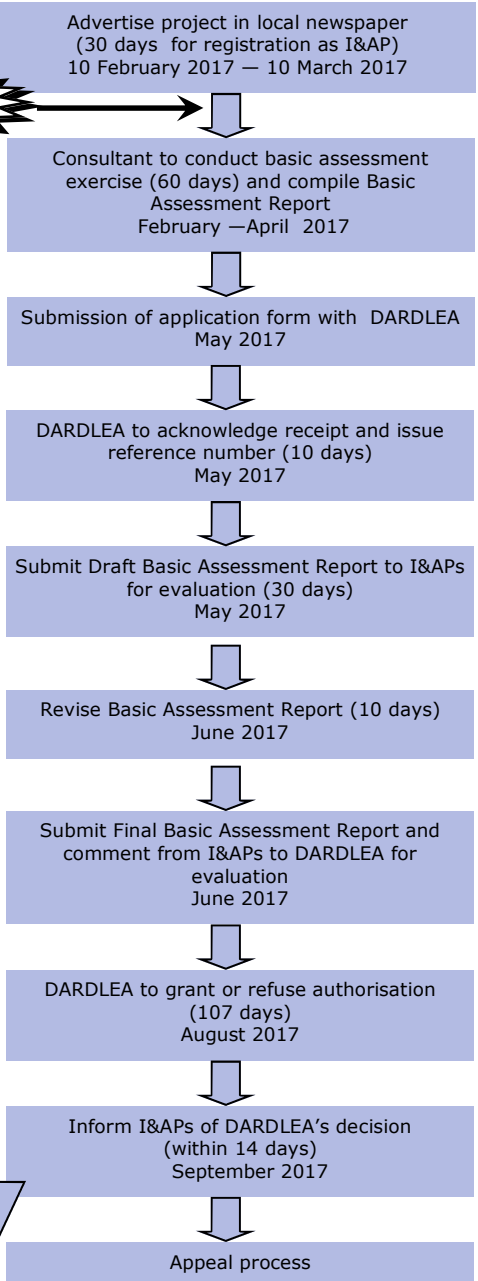 Advertise project in local newspaper
(30 days for registration as I&AP)
10 February 2017 — 10 March 2017
Consultant to conduct basic assessment
exercise (60 days) and compile Basic
Assessment Report
February —April 2017
Submission of application form with DARDLEA
May 2017
DARDLEA to acknowledge receipt and issue
reference number (10 days)
May 2017
Submit Draft Basic Assessment Report to I&APs
for evaluation (30 days)
May 2017
Revise Basic Assessment Report (10 days)
June 2017
Submit Final Basic Assessment Report and
comment from I&APs to DARDLEA for
evaluation
June 2017
DARDLEA to grant or refuse authorisation
(107 days)
August 2017
Inform I&APs of DARDLEA’s decision
(within 14 days)
September 2017
Appeal process